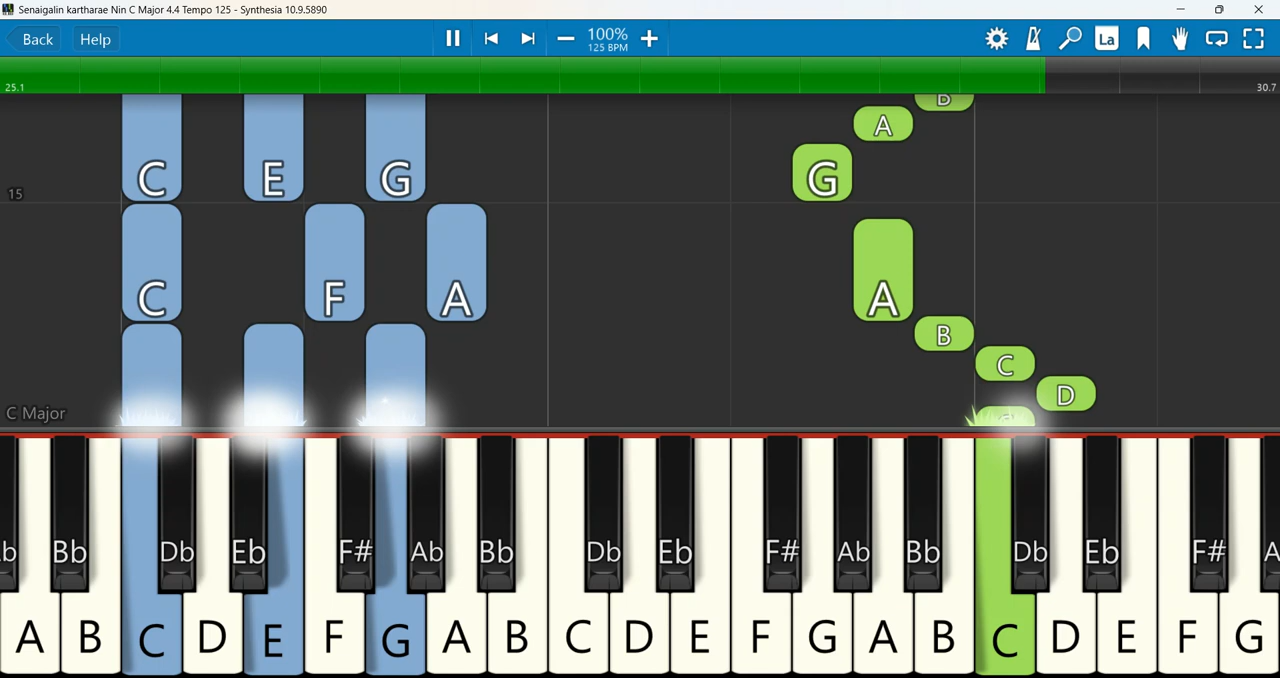 Senaigalin kartharae Nin C Major 4.4 Tempo 125 - Synthesia 10.9.5890
Back Help 100% La
125 BPM
25.1 30.7
B
A
C E G G
15
C F A A
B
C
D
C Major
Bb Db Eb F# Ab Bb Db Eb F# Ab Bb Db Eb F#
A B C D E F G A B C D E F G A B C D E F G